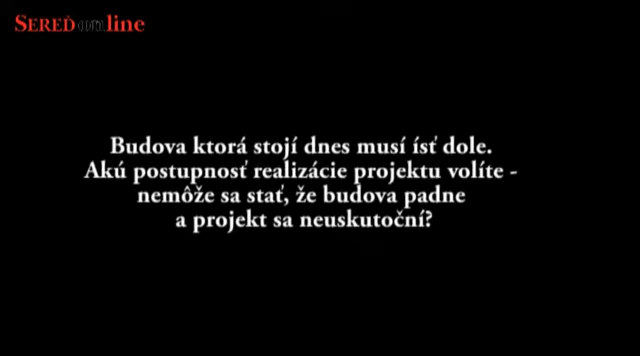 SEREĎonline
Budova ktorá stojí dnes musí ísť dole.
Akú postupnosť realizácie projektu volíte -
nemôže sa stať, že budova padne
a projekt sa neuskutoční?